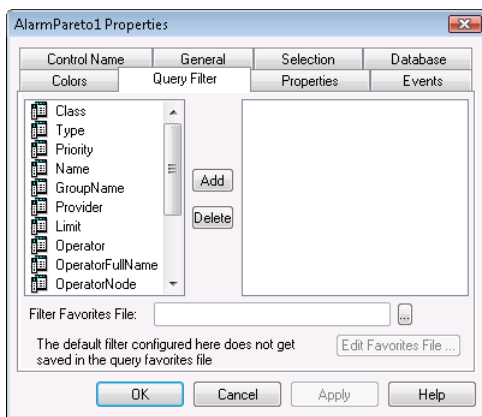 AlarmPareto1 Properties
Control Name General Selection Database
Colors Query Filter Properties Events
Class
Type
Priority
Name
GroupName
Provider
Limit
Operator
OperatorFullName
OperatorNode
Add
Delete
Filter Favorites File:
...
The default filter configured here does not get
saved in the query favorites file
Edit Favorites File ...
OK Cancel Apply Help